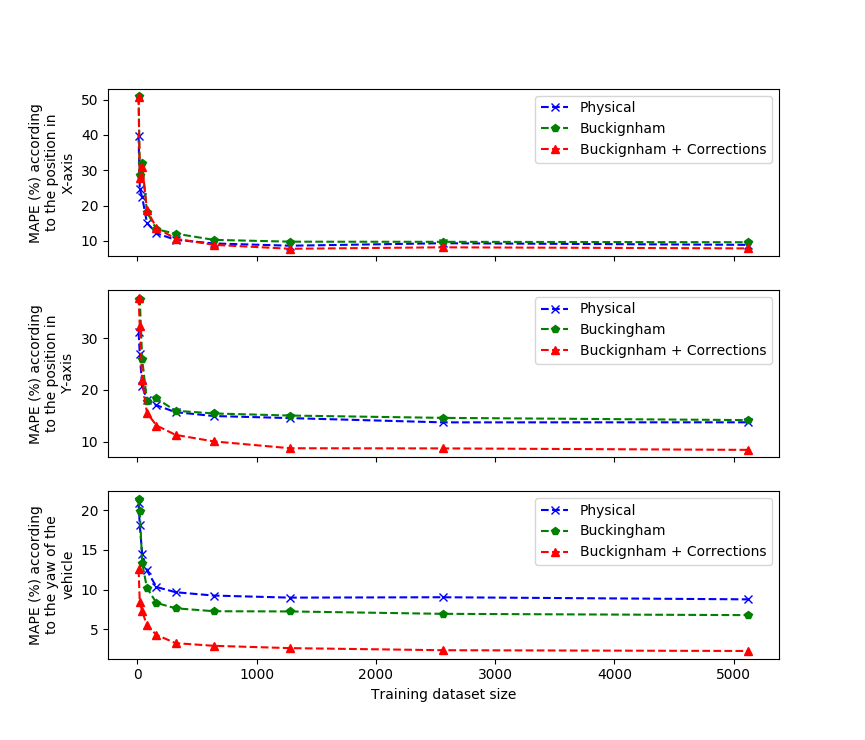 MAPE (%) according
to the position in
X-axis
50
40
30
20
10
Physical
Buckignham
Buckignham + Corrections
MAPE (%) according
to the position in
Y-axis
30
20
10
Physical
Buckingham
Buckignham + Corrections
MAPE (%) according
to the yaw of the
vehicle
20
15
10
5
Physical
Buckingham
Buckignham + Corrections
0 1000 2000 3000 4000 5000
Training dataset size